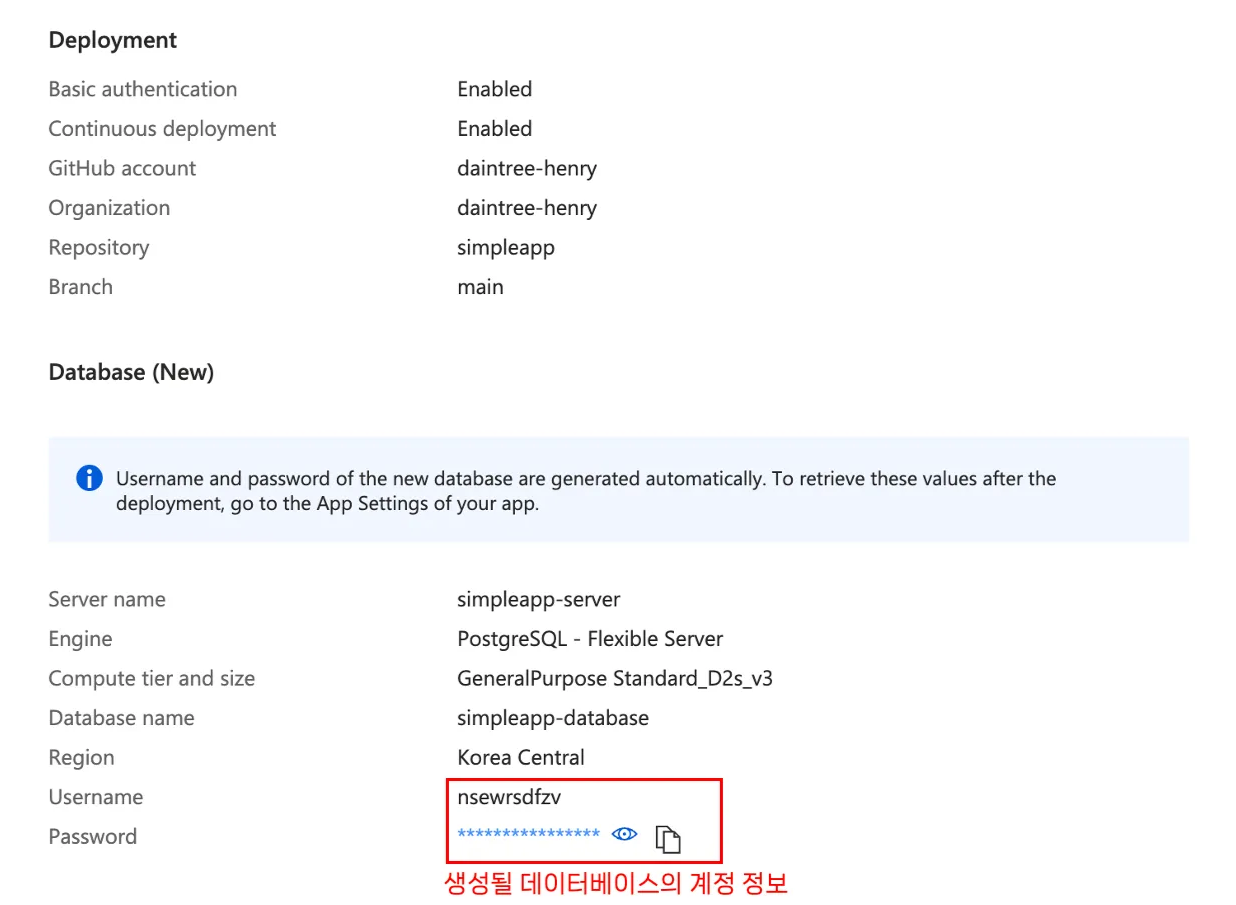 Deployment
Basic authentication Enabled
Continuous deployment Enabled
GitHub account daintree-henry
Organization daintree-henry
Repository simpleapp
Branch main
Database (New)
Username and password of the new database are generated automatically. To retrieve these values after the
deployment, go to the App Settings of your app.
Server name simpleapp-server
Engine PostgreSQL - Flexible Server
Compute tier and size GeneralPurpose Standard_D2s_v3
Database name simpleapp-database
Region Korea Central
Username nsewrsdfzv
Password ****************
생성될 데이터베이스의 계정 정보